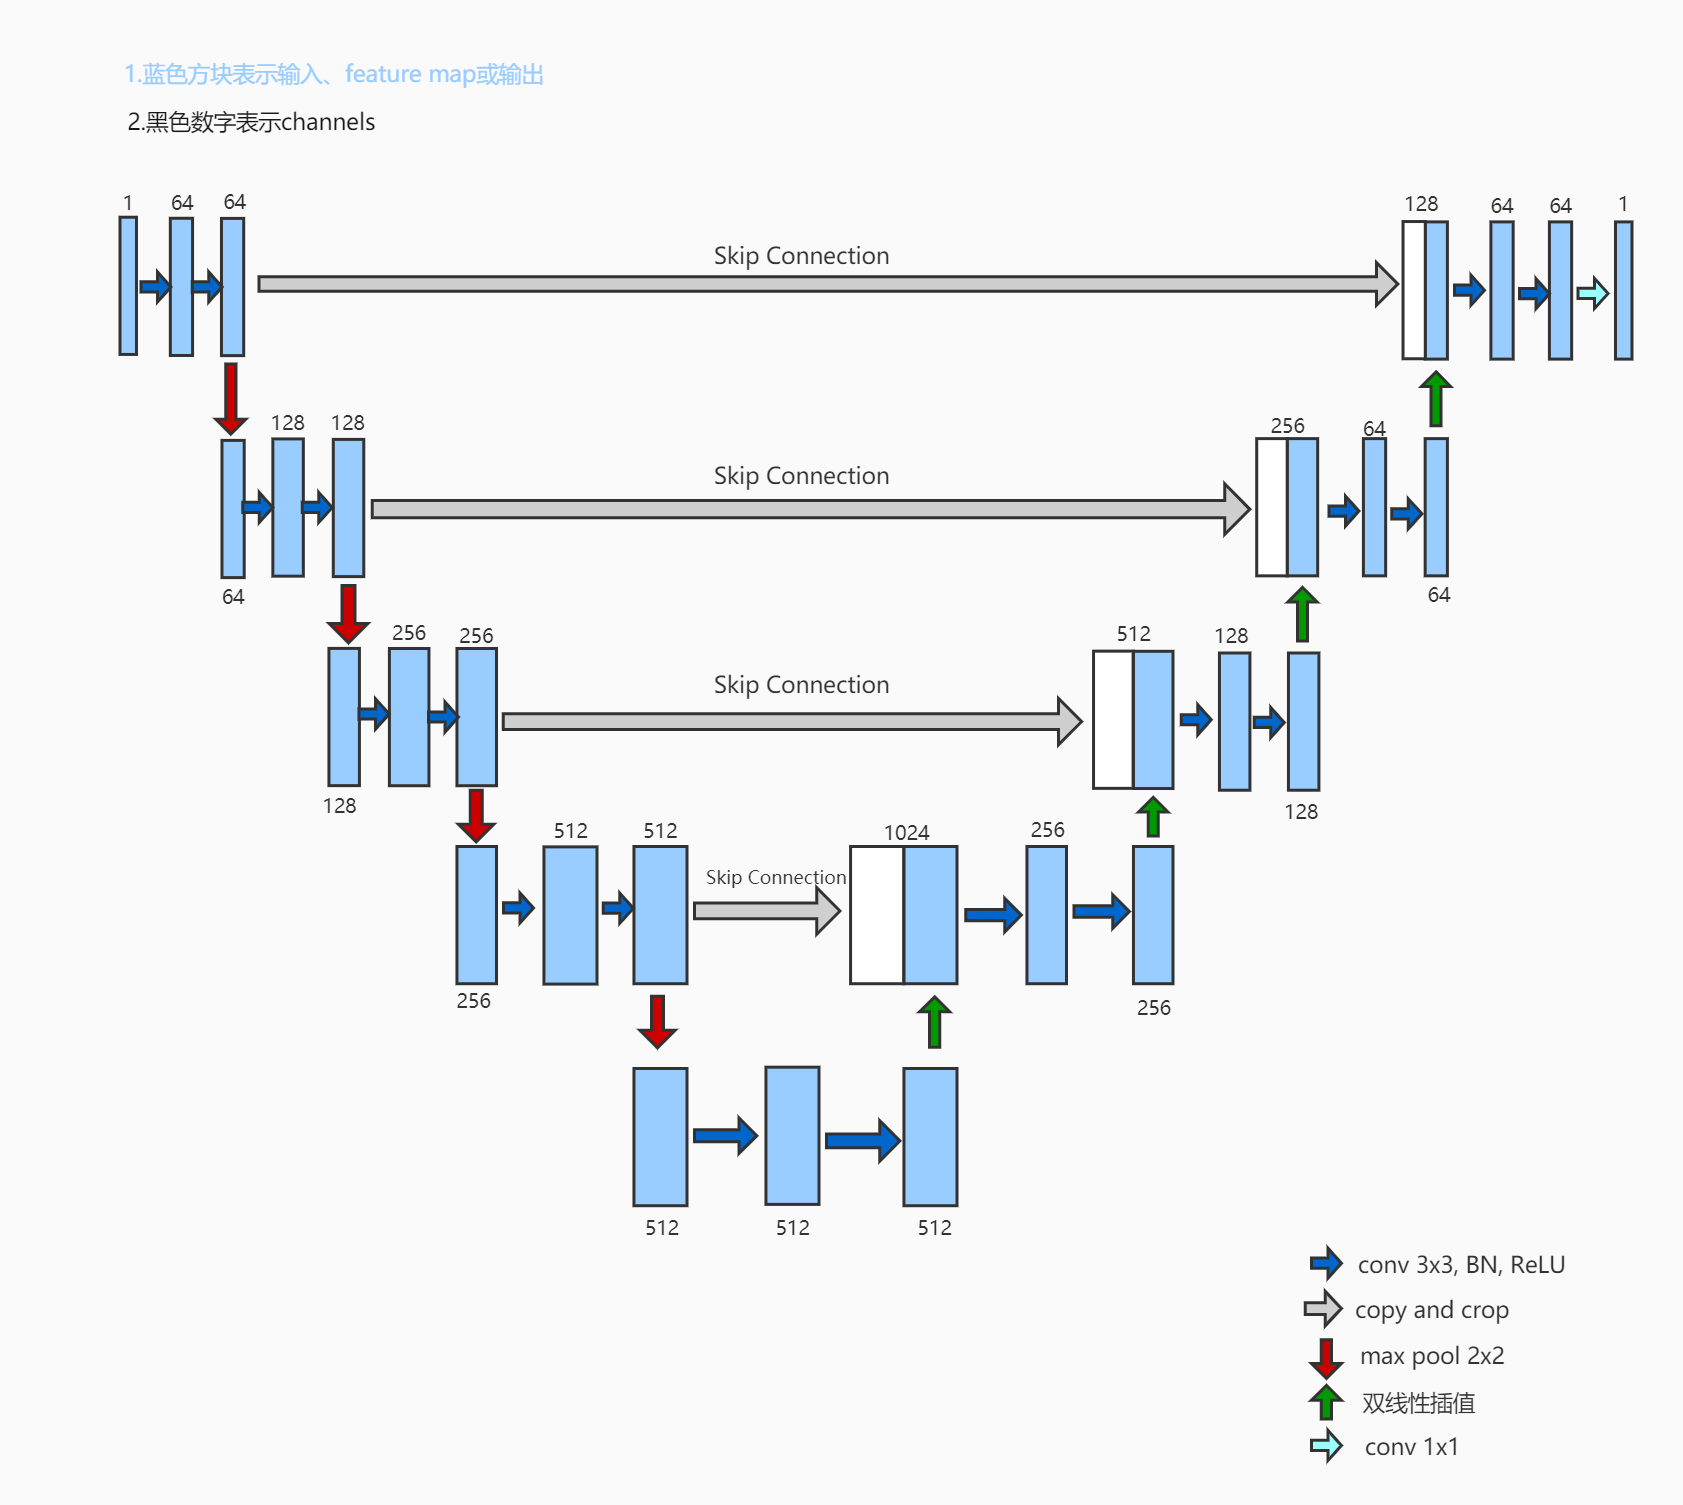 1.蓝色方块表示输入、feature map或输出
2.黑色数字表示channels
1 64 64 128 64 64 1
Skip Connection
128 128 256 64
Skip Connection
64 64
256 256 512 128
Skip Connection
128 128
512 512 1024 256
Skip Connection
256 256
512 512 512
conv 3x3, BN, ReLU
copy and crop
max pool 2x2
双线性插值
conv 1x1